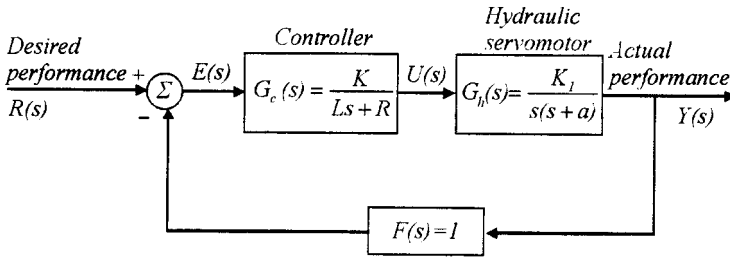 Desired
performance +
R(s)
Σ
−
E(s)
Controller
G_c (s) = K / (Ls + R)
U(s)
Hydraulic
servomotor
G_h(s) = K_1 / (s(s + a))
Actual
performance
Y(s)
F(s) = 1